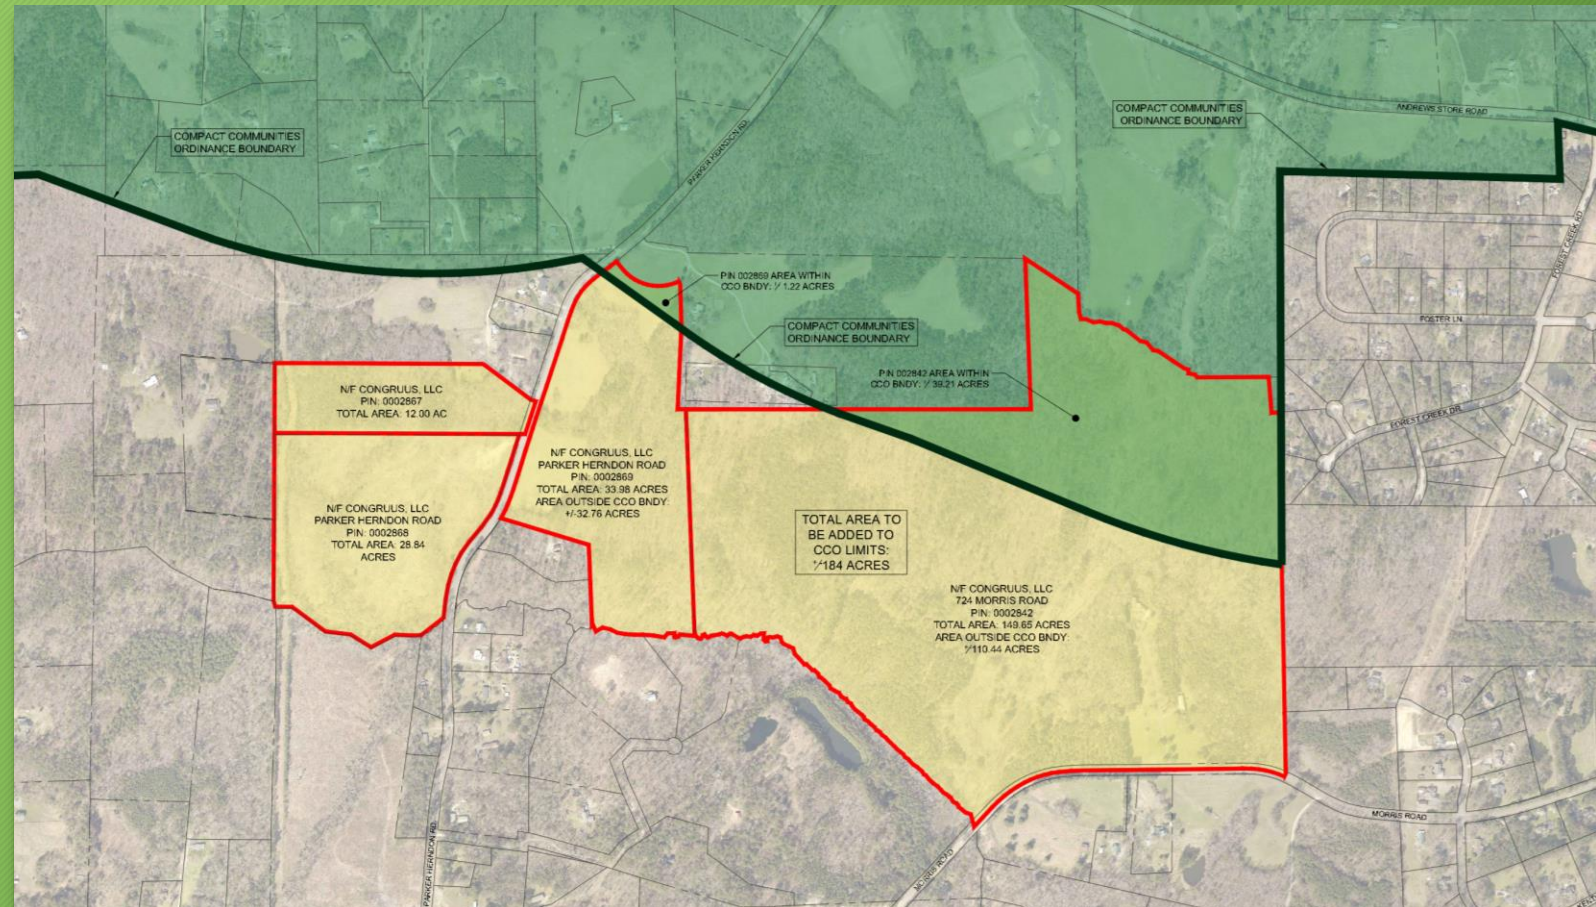 ANDREWS STORE ROAD
COMPACT COMMUNITIES
ORDINANCE BOUNDARY
COMPACT COMMUNITIES
ORDINANCE BOUNDARY
PARKER HERNDON RD.
FOREST CREEK RD
PIN 002869 AREA WITHIN
CCO BNDY: +/- 1.22 ACRES
COMPACT COMMUNITIES
ORDINANCE BOUNDARY
FOSTER LN.
PIN 002842 AREA WITHIN
CCO BNDY: +/- 39.21 ACRES
N/F CONGRUUS, LLC
PIN: 0002867
TOTAL AREA: 12.00 AC
FOREST CREEK DR.
N/F CONGRUUS, LLC
PARKER HERNDON ROAD
PIN: 0002869
TOTAL AREA: 33.98 ACRES
AREA OUTSIDE CCO BNDY:
+/-32.76 ACRES
N/F CONGRUUS, LLC
PARKER HERNDON ROAD
PIN: 0002868
TOTAL AREA: 28.84
ACRES
TOTAL AREA TO
BE ADDED TO
CCO LIMITS:
+/-184 ACRES
N/F CONGRUUS, LLC
724 MORRIS ROAD
PIN: 0002842
TOTAL AREA: 149.65 ACRES
AREA OUTSIDE CCO BNDY:
+/-110.44 ACRES
MORRIS ROAD
PARKER HERNDON RD.
MORRIS ROAD